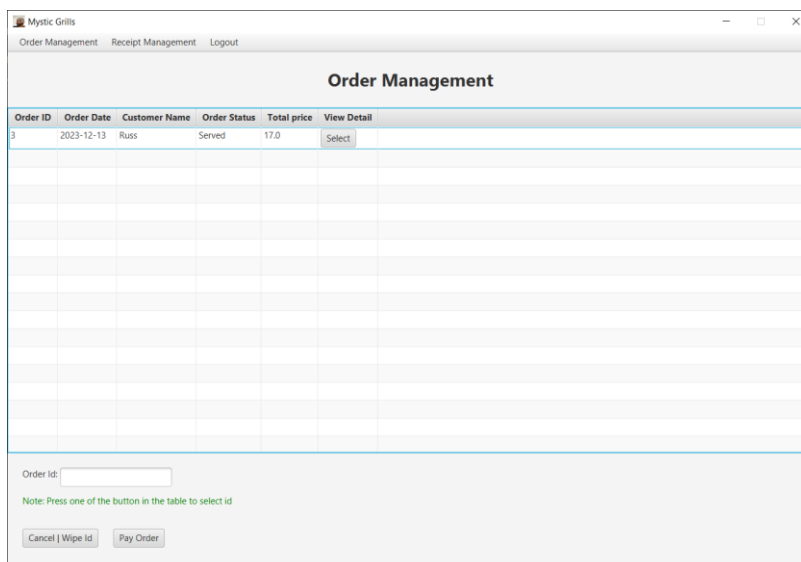 Mystic Grills
Order Management Receipt Management Logout
Order Management
Order ID Order Date Customer Name Order Status Total price View Detail
3 2023-12-13 Russ Served 17.0 Select
Order Id:
Note: Press one of the button in the table to select id
Cancel | Wipe Id Pay Order